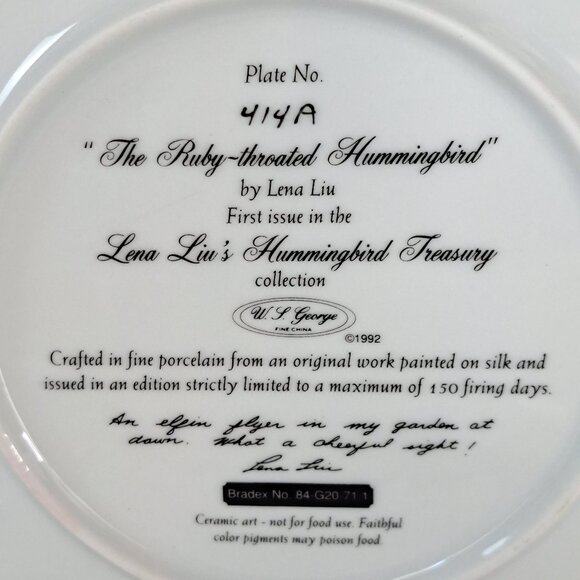 Plate No.
414A
"The Ruby-throated Hummingbird"
by Lena Liu
First issue in the
Lena Liu's Hummingbird Treasury
collection
W. S. George
FINE CHINA
©1992
Crafted in fine porcelain from an original work painted on silk and
issued in an edition strictly limited to a maximum of 150 firing days.
An elfin flyer in my garden at
dawn. What a cheerful sight!
Lena Liu
Bradex No. 84-G20-71.1
Ceramic art - not for food use. Faithful
color pigments may poison food.